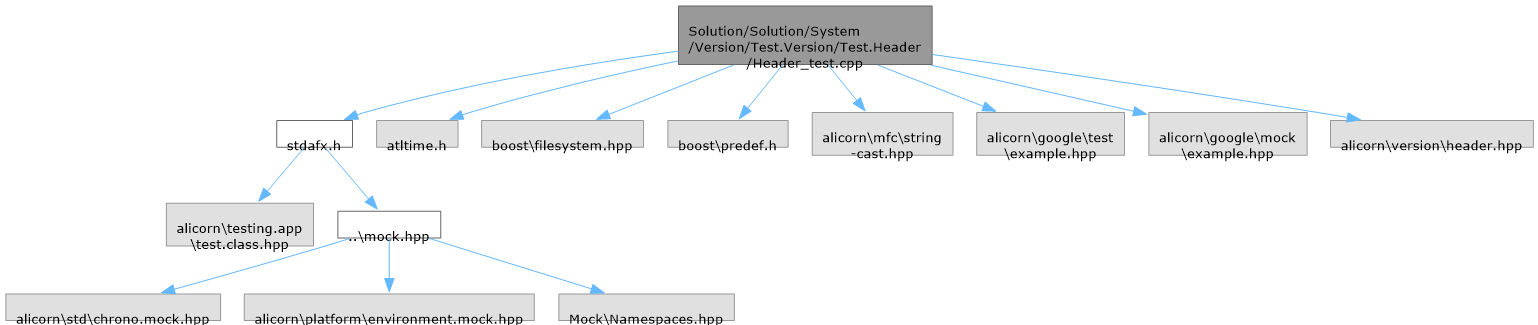 Solution/Solution/System
/Version/Test.Version/Test.Header
/Header_test.cpp
stdafx.h
atltime.h
boost\filesystem.hpp
boost\predef.h
alicorn\mfc\string
-cast.hpp
alicorn\google\test
\example.hpp
alicorn\google\mock
\example.hpp
alicorn\version\header.hpp
alicorn\testing.app
\test.class.hpp
..\mock.hpp
alicorn\std\chrono.mock.hpp
alicorn\platform\environment.mock.hpp
Mock\Namespaces.hpp